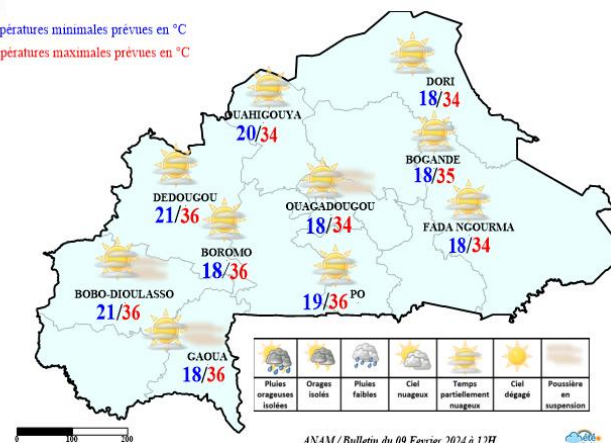 pératures minimales prévues en °C
pératures maximales prévues en °C
DORI
18/34
OUAHIGOUYA
20/34
BOGANDE
18/35
DEDOUGOU
21/36
OUAGADOUGOU
18/34
FADA NGOURMA
18/34
BOROMO
18/36
PO
19/36
BOBO-DIOULASSO
21/36
GAOUA
18/36
Pluies orageuses isolées
Orages isolés
Pluies faibles
Ciel nuageux
Temps partiellement nuageux
Ciel dégagé
Poussière en suspension
0 100 200
ANAM / Bulletin du 09 Fevrier 2024 à 12H